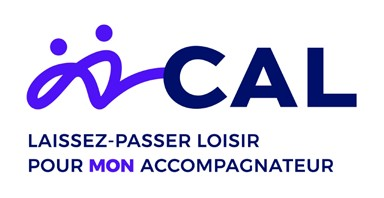 CAL
LAISSEZ-PASSER LOISIR
POUR MON ACCOMPAGNATEUR